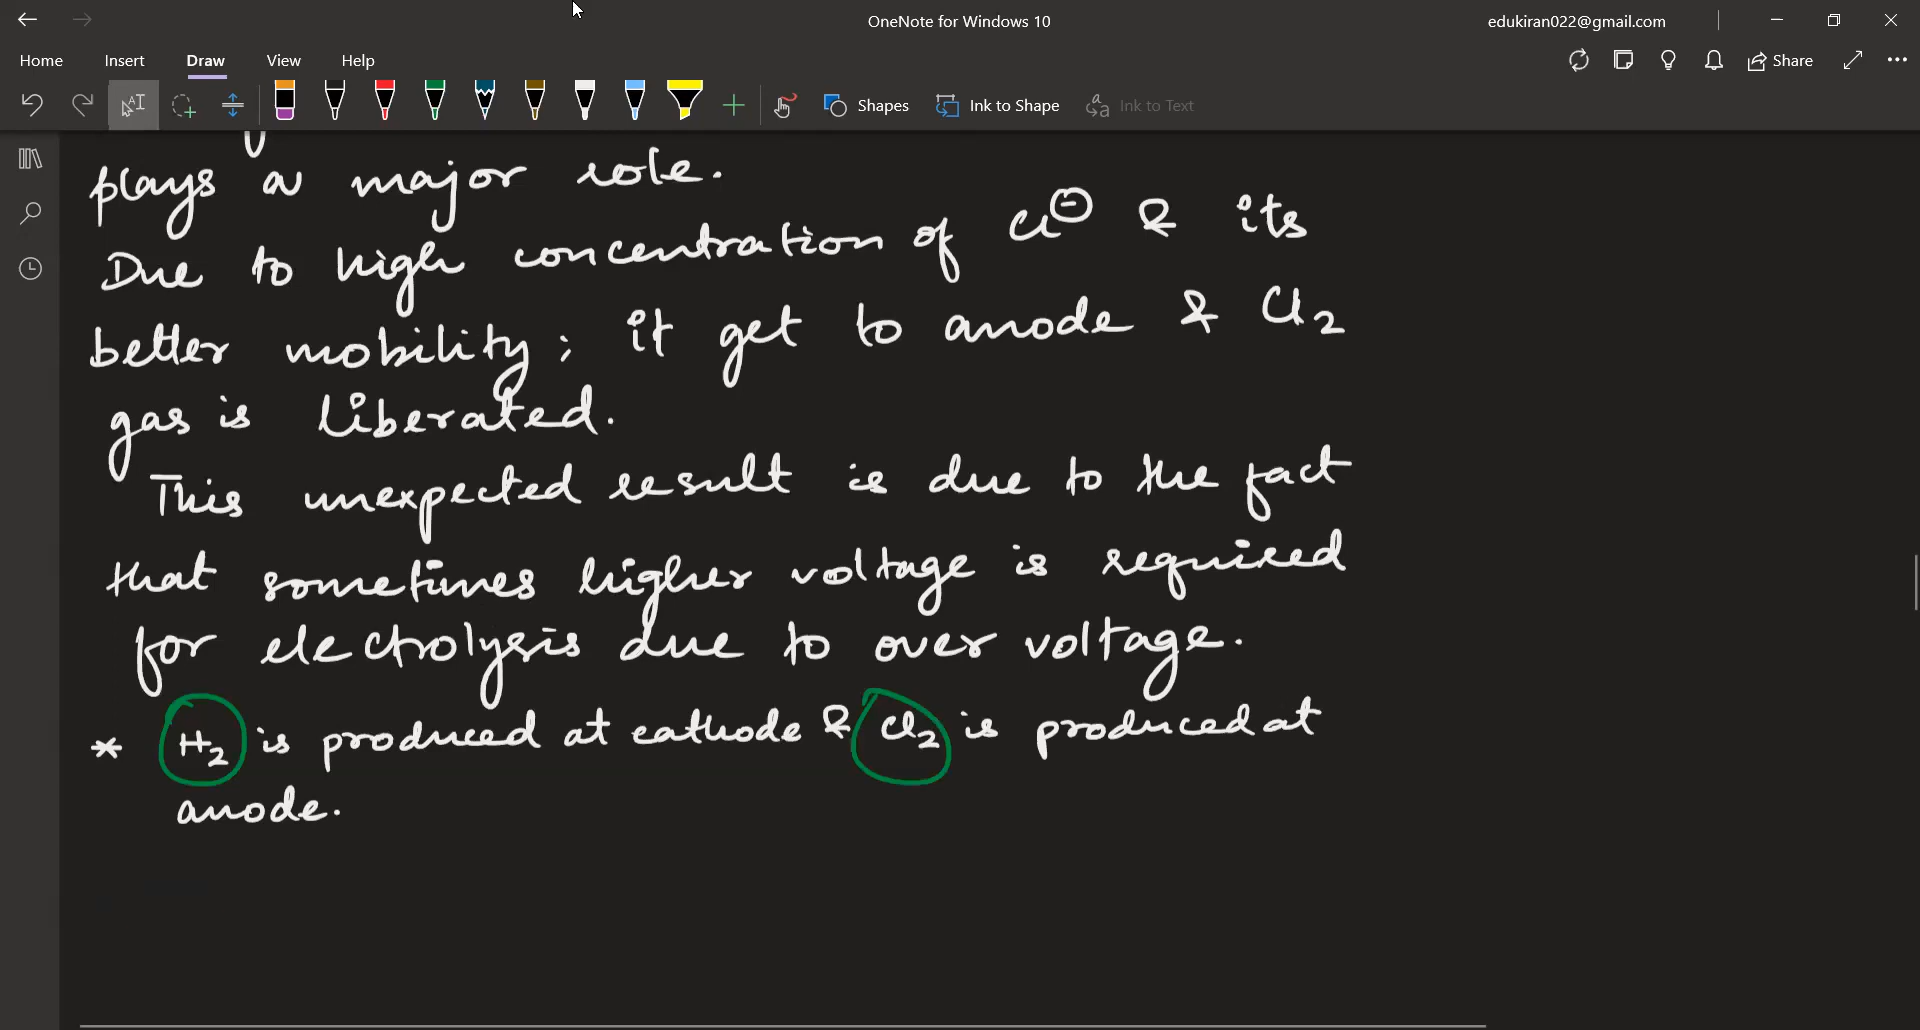 OneNote for Windows 10
edukiran022@gmail.com
Home Insert Draw View Help
Share
Shapes Ink to Shape Ink to Text
plays a major role.
Due to high concentration of Cl⊖ & its
better mobility; it get to anode & Cl₂
gas is liberated.
This unexpected result is due to the fact
that sometimes higher voltage is required
for electrolysis due to over voltage.
* H₂ is produced at cathode & Cl₂ is produced at
anode.